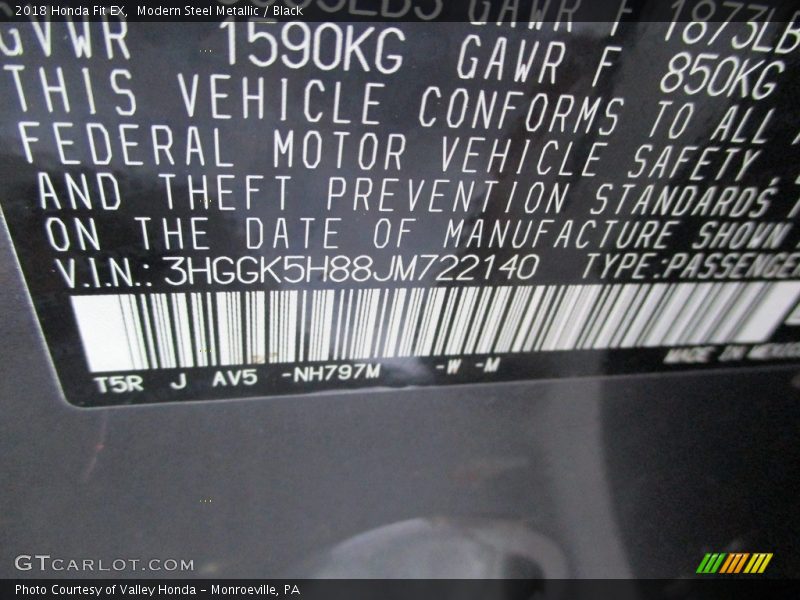 2018 Honda Fit EX, Modern Steel Metallic / Black
GAWR F 1873LB
GVWR 1590KG GAWR F 850KG
THIS VEHICLE CONFORMS TO ALL
FEDERAL MOTOR VEHICLE SAFETY,
AND THEFT PREVENTION STANDARDS
ON THE DATE OF MANUFACTURE SHOWN
V.I.N.: 3HGGK5H88JM722140 TYPE:PASSENGER
T5R J AV5 -NH797M -W -M
MADE IN MEXICO
GTCARLOT.COM
Photo Courtesy of Valley Honda - Monroeville, PA